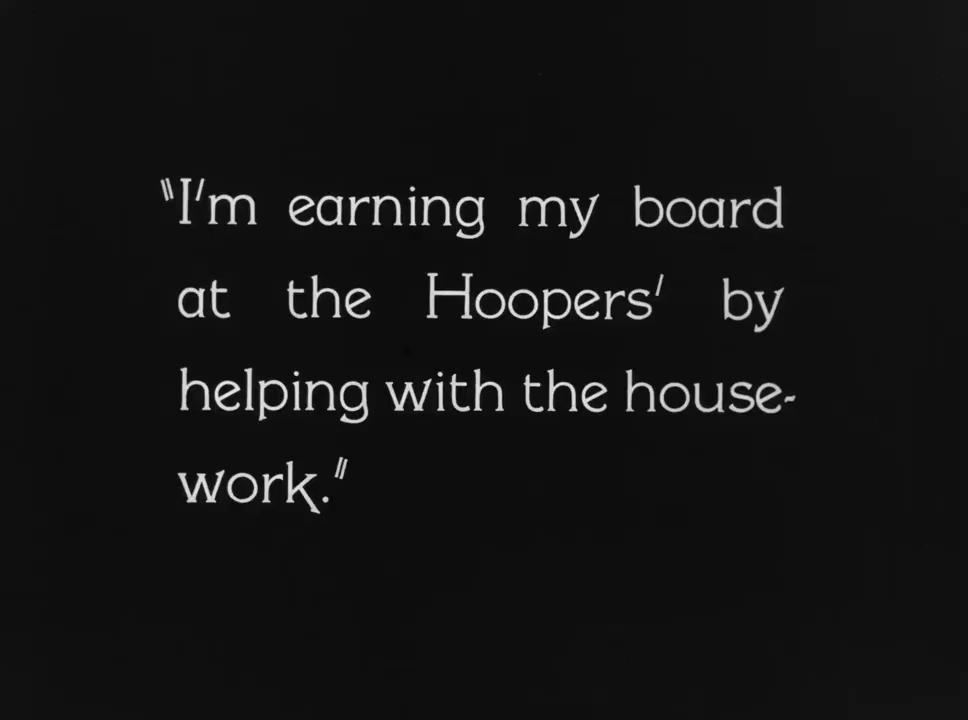 "I'm earning my board
at the Hoopers' by
helping with the house-
work."